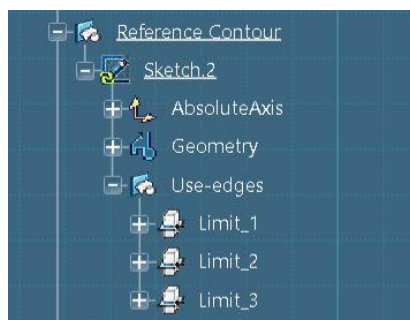 Reference Contour
Sketch.2
AbsoluteAxis
Geometry
Use-edges
Limit_1
Limit_2
Limit_3